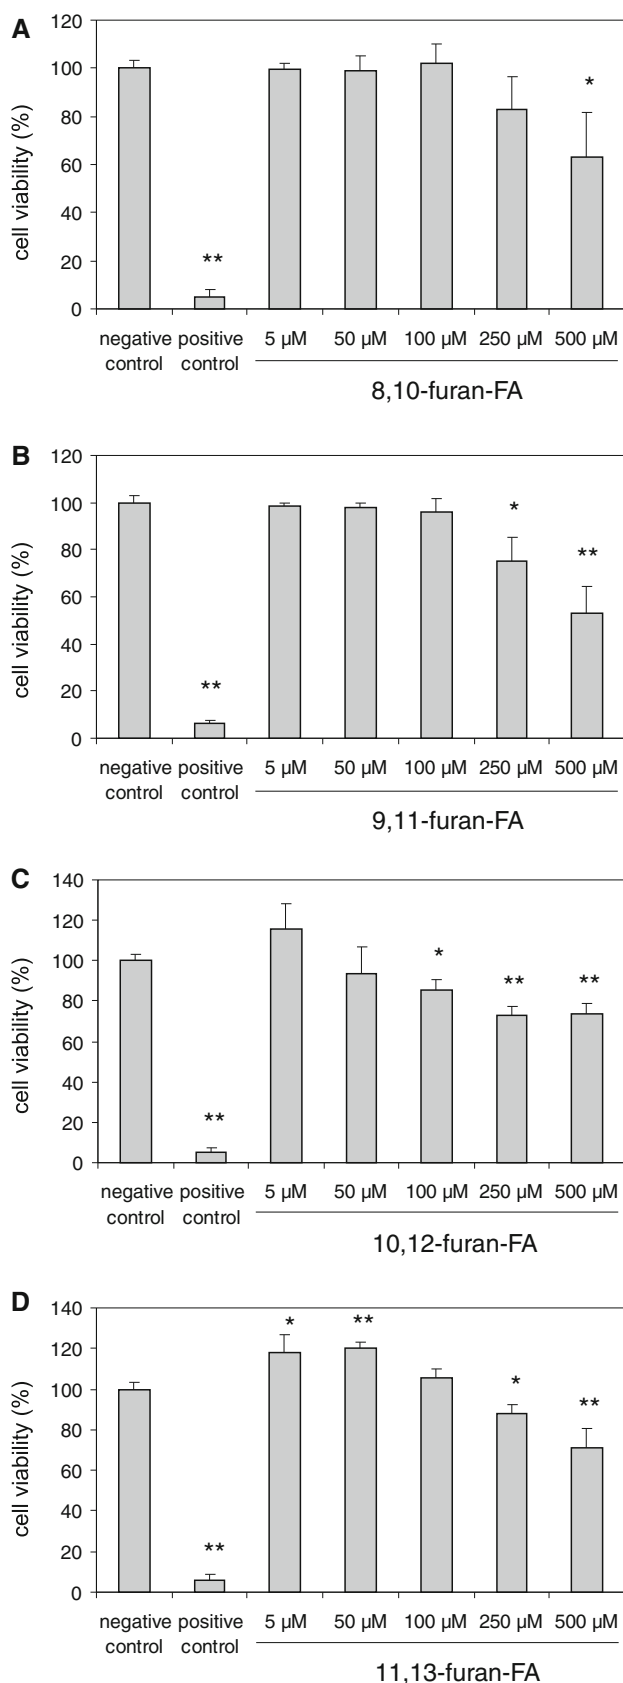 A
cell viability (%)
120
100
80
60
40
20
0
*
**
negative control
positive control
5 µM
50 µM
100 µM
250 µM
500 µM
8,10-furan-FA
B
cell viability (%)
120
100
80
60
40
20
0
*
**
**
negative control
positive control
5 µM
50 µM
100 µM
250 µM
500 µM
9,11-furan-FA
C
cell viability (%)
140
120
100
80
60
40
20
0
*
**
**
**
negative control
positive control
5 µM
50 µM
100 µM
250 µM
500 µM
10,12-furan-FA
D
cell viability (%)
140
120
100
80
60
40
20
0
*
**
*
**
**
negative control
positive control
5 µM
50 µM
100 µM
250 µM
500 µM
11,13-furan-FA